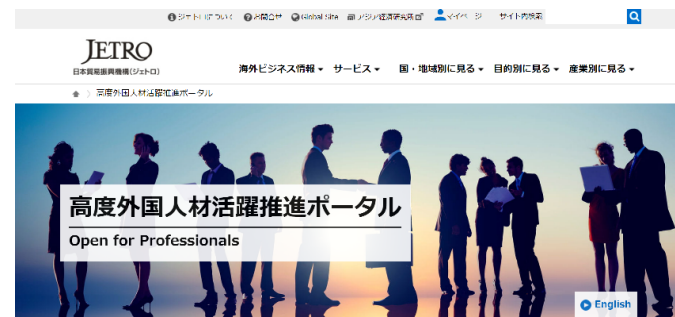 ジェトロについて お問合せ Global Site アジア経済研究所 マイページ サイト内検索
JETRO
日本貿易振興機構(ジェトロ)
海外ビジネス情報 サービス 国・地域別に見る 目的別に見る 産業別に見る
高度外国人材活躍推進ポータル
高度外国人材活躍推進ポータル
Open for Professionals
English